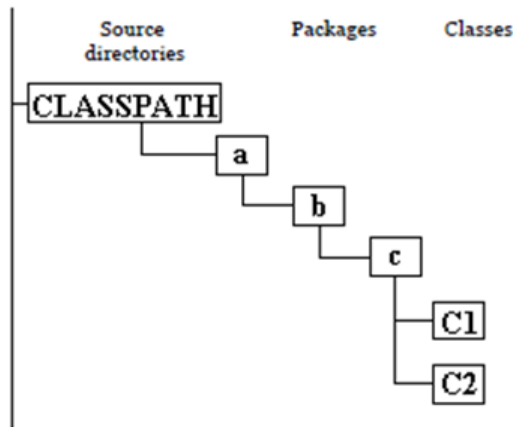 Source Packages Classes
directories
CLASSPATH
a
b
c
C1
C2